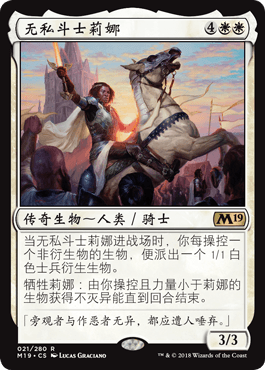 无私斗士莉娜 4
传奇生物～人类 / 骑士 M19
当无私斗士莉娜进战场时，你每操控一
个非衍生的生物，便派出一个 1/1 白
色士兵衍生生物。
牺牲莉娜：由你操控且力量小于莉娜的
生物获得不灭异能直到回合结束。
「旁观者与作恶者无异，都应遭人唾弃。」
3/3
021/280 R
M19 • CS LUCAS GRACIANO
™ & © 2018 Wizards of the Coast